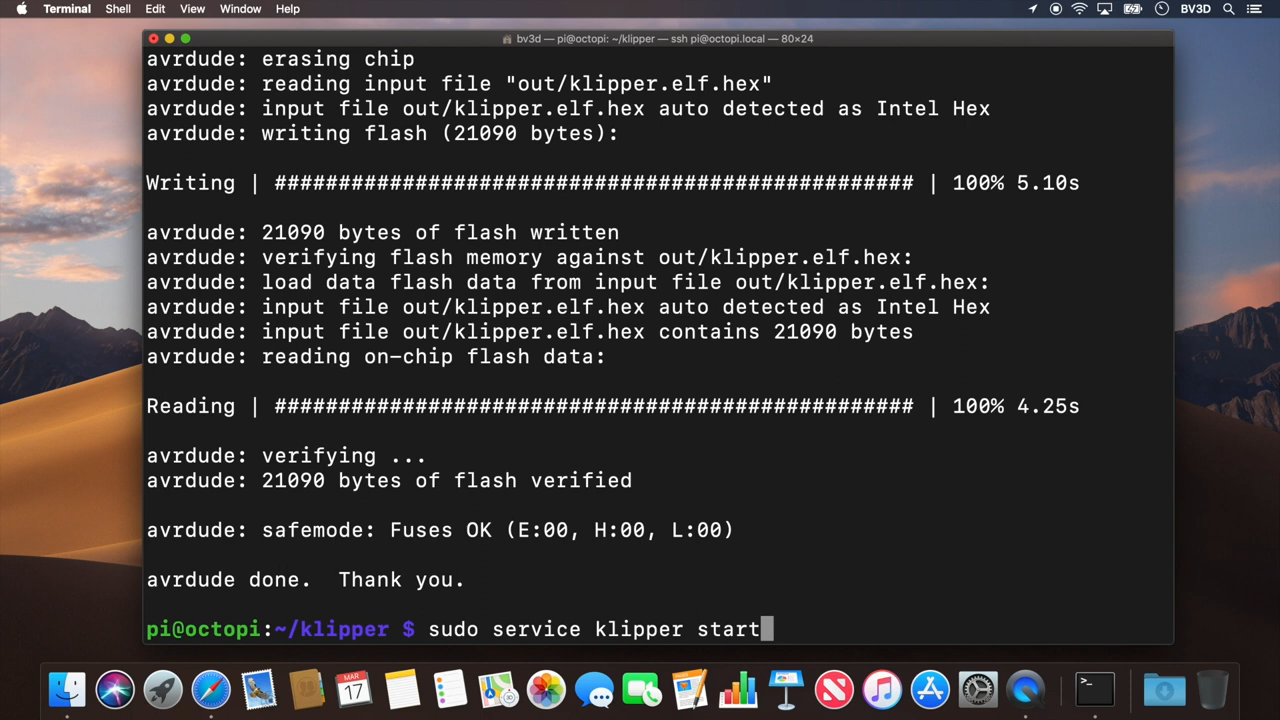 Terminal Shell Edit View Window Help BV3D
bv3d — pi@octopi: ~/klipper — ssh pi@octopi.local — 80×24
avrdude: erasing chip
avrdude: reading input file "out/klipper.elf.hex"
avrdude: input file out/klipper.elf.hex auto detected as Intel Hex
avrdude: writing flash (21090 bytes):
Writing | ################################################## | 100% 5.10s
avrdude: 21090 bytes of flash written
avrdude: verifying flash memory against out/klipper.elf.hex:
avrdude: load data flash data from input file out/klipper.elf.hex:
avrdude: input file out/klipper.elf.hex auto detected as Intel Hex
avrdude: input file out/klipper.elf.hex contains 21090 bytes
avrdude: reading on-chip flash data:
Reading | ################################################## | 100% 4.25s
avrdude: verifying ...
avrdude: 21090 bytes of flash verified
avrdude: safemode: Fuses OK (E:00, H:00, L:00)
avrdude done.  Thank you.
pi@octopi:~/klipper $ sudo service klipper start
MAR
17
>_